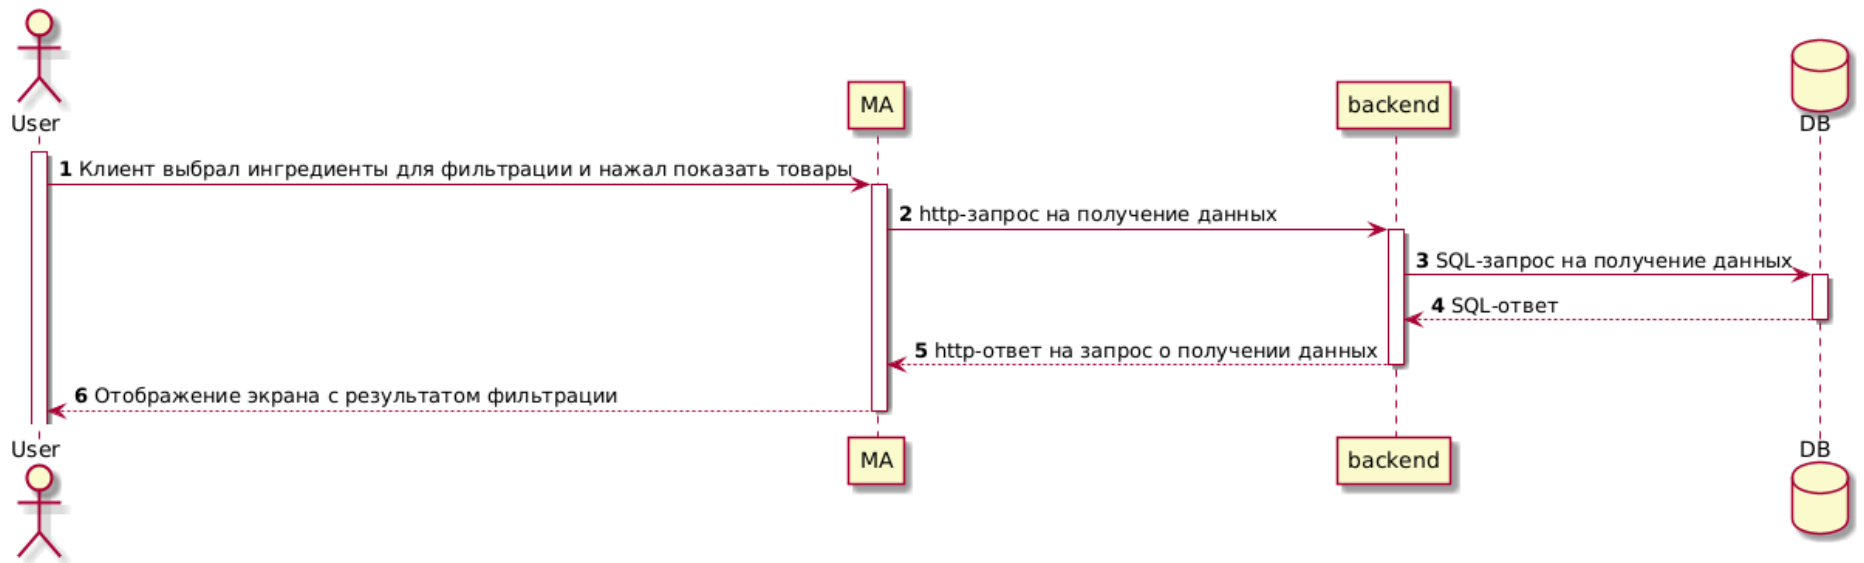 User
MA
backend
DB
1 Клиент выбрал ингредиенты для фильтрации и нажал показать товары
2 http-запрос на получение данных
3 SQL-запрос на получение данных
4 SQL-ответ
5 http-ответ на запрос о получении данных
6 Отображение экрана с результатом фильтрации
User
MA
backend
DB